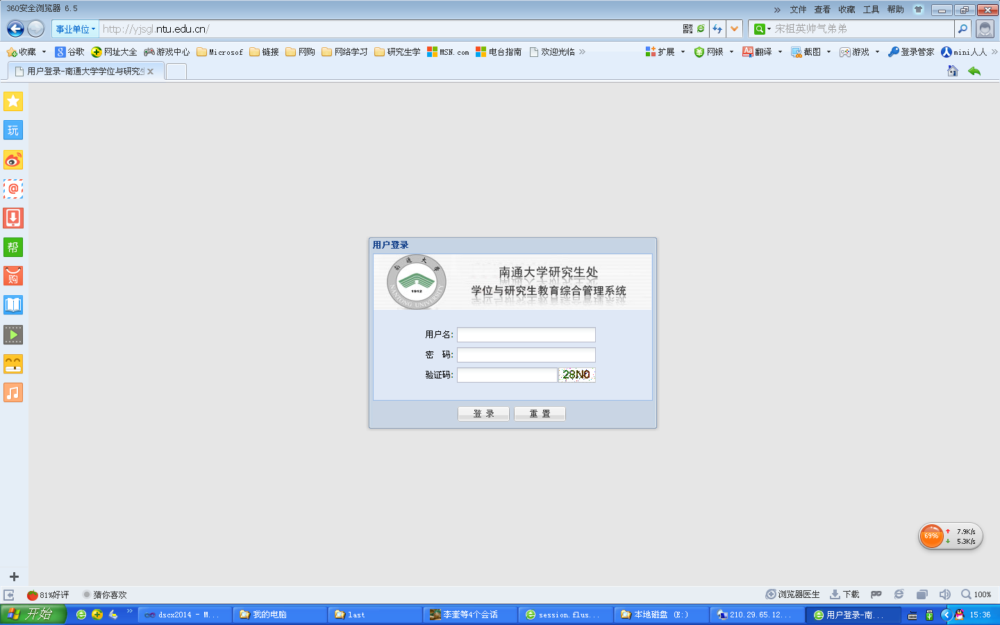 360安全浏览器 6.5
» 文件 查看 收藏 工具 帮助
事业单位 http://yjsgl.ntu.edu.cn/
宋祖英帅气弟弟
收藏 谷歌 网址大全 游戏中心 Microsof 链接 网购 网络学习 研究生学 MSN.com 电台指南 欢迎光临 »
扩展 网银 翻译 截图 游戏 登录管家 mini人人 »
用户登录-南通大学学位与研究
玩
@
帮
购
用户登录
南通大学
NANTONG UNIVERSITY
1912
南通大学研究生处
学位与研究生教育综合管理系统
用户名:
密 码:
验证码: 28N0
登 录 重 置
69% 7.9K/s
5.3K/s
81%好评 猜你喜欢
浏览器医生 下载 100%
开始 » dscx2014 - M... 我的电脑 last 李奎等4个会话 session.flus... 本地磁盘 (E:) 210.29.65.12... 用户登录-南... 15:36